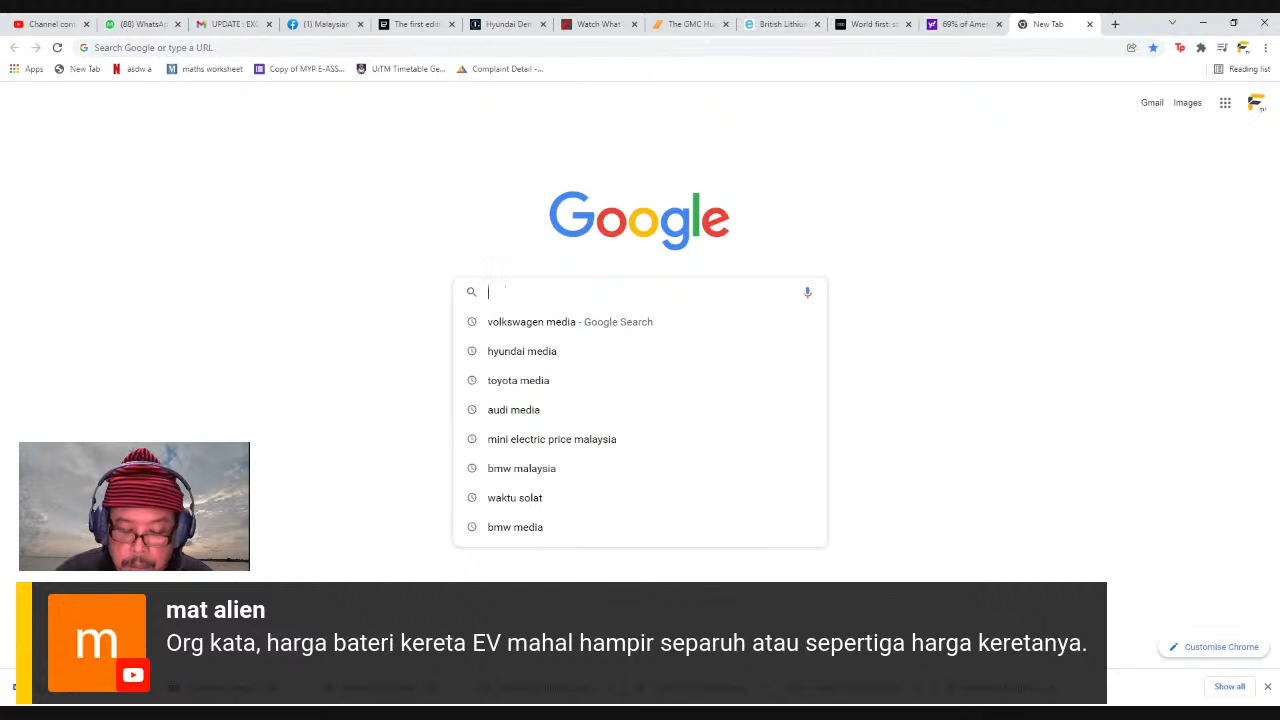 Channel cont
(88) WhatsAp
UPDATE : EXC
(1) Malaysian
The first editi
Hyundai Den
Watch What
The GMC Hu
British Lithiu
World first: st
69% of Ame
New Tab
Search Google or type a URL
Apps
New Tab
asdw a
maths worksheet
Copy of MYP E-ASS...
UiTM Timetable Ge...
Complaint Detail -...
Reading list
Gmail
Images
Google
volkswagen media - Google Search
hyundai media
toyota media
audi media
mini electric price malaysia
bmw malaysia
waktu solat
bmw media
m
mat alien
Org kata, harga bateri kereta EV mahal hampir separuh atau sepertiga harga keretanya.
Customise Chrome
Show all